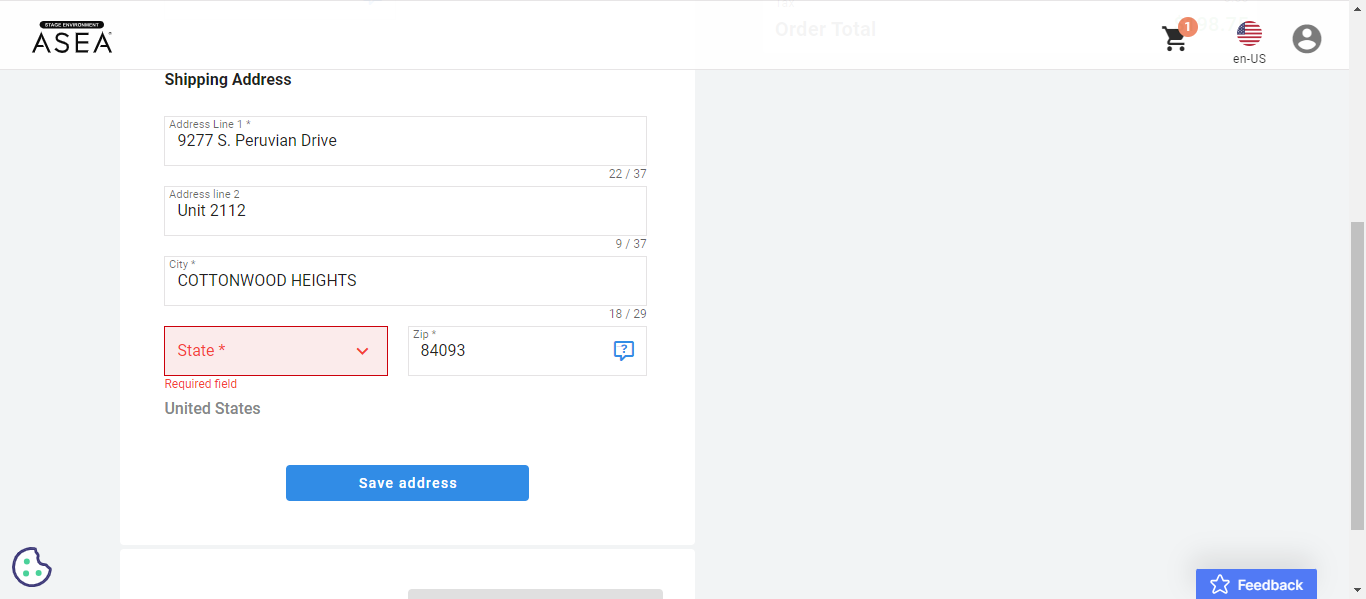 STAGE ENVIRONMENT
ASEA
Order Total
1
en-US
Shipping Address
Address Line 1 *
9277 S. Peruvian Drive
22 / 37
Address line 2
Unit 2112
9 / 37
City *
COTTONWOOD HEIGHTS
18 / 29
State *
Zip *
84093
?
Required field
United States
Save address
Feedback